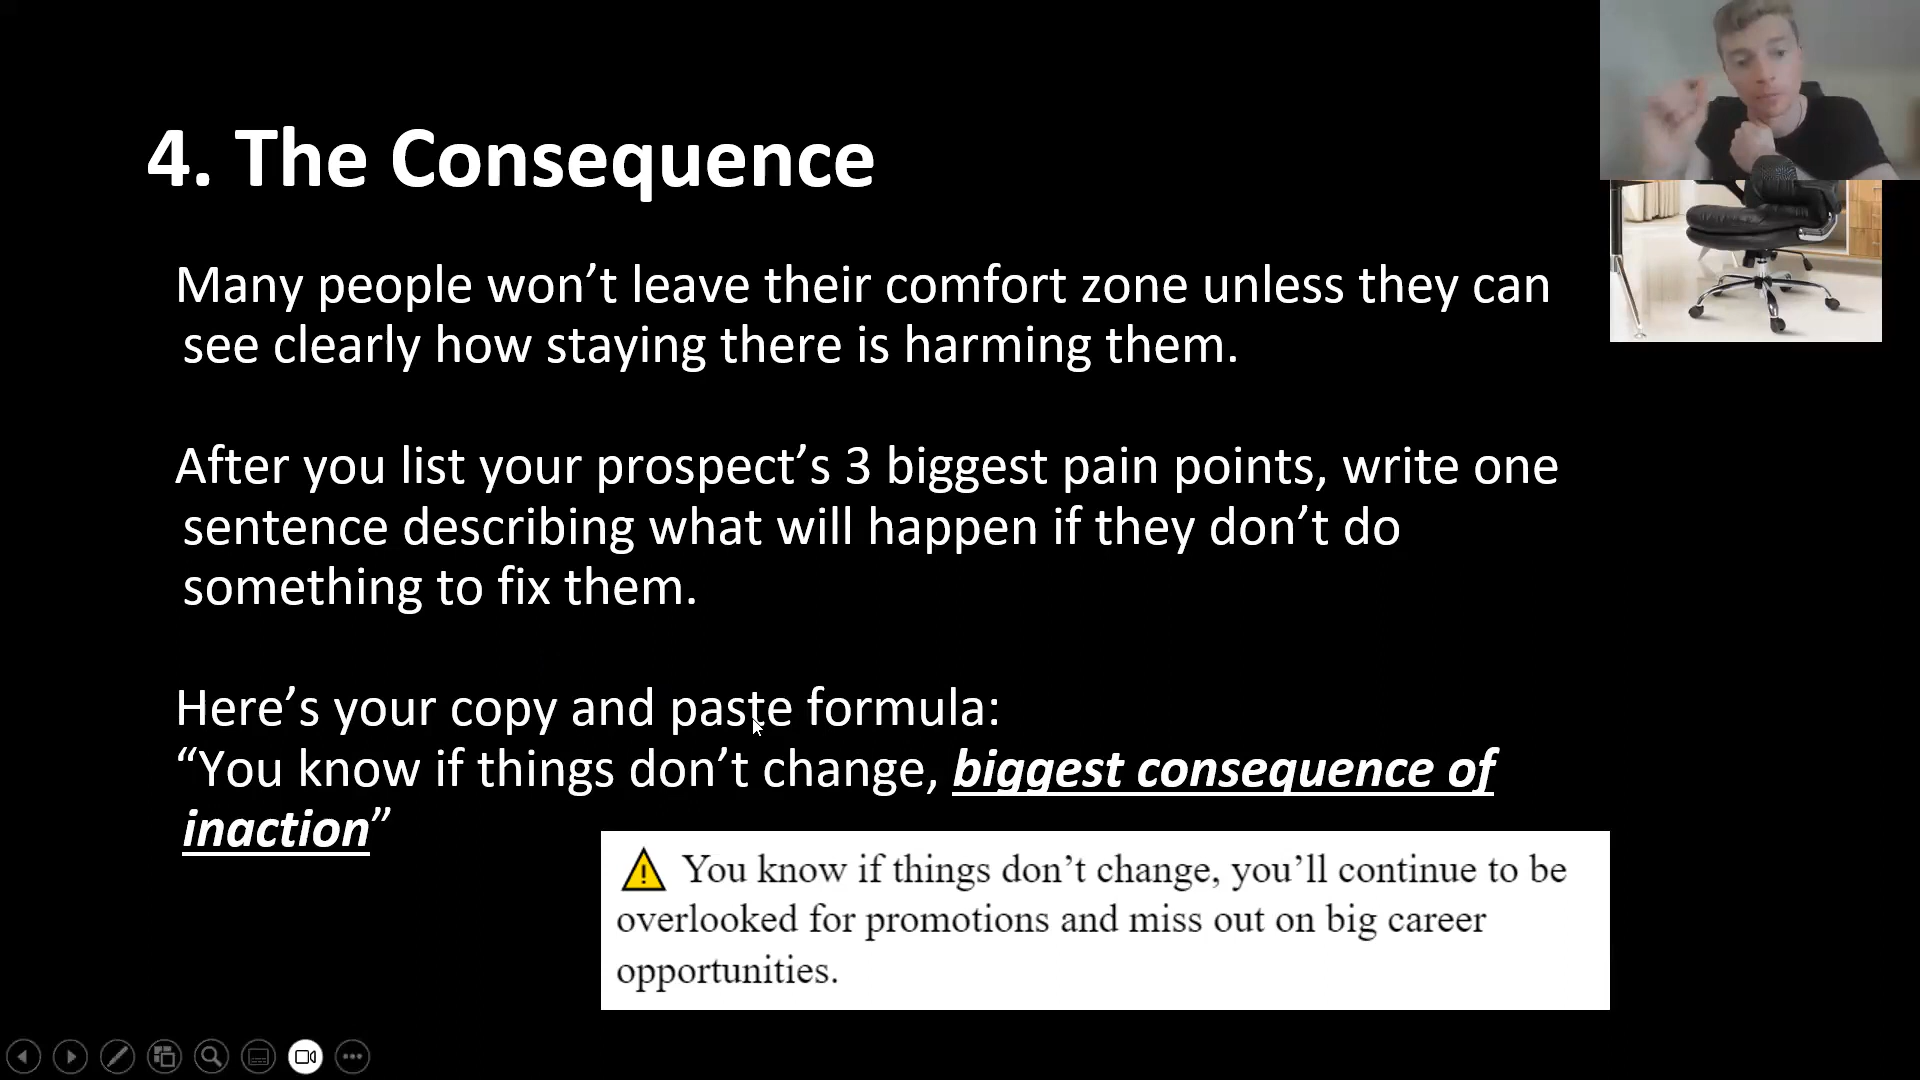 4. The Consequence
Many people won’t leave their comfort zone unless they can
see clearly how staying there is harming them.
After you list your prospect’s 3 biggest pain points, write one
sentence describing what will happen if they don’t do
something to fix them.
Here’s your copy and paste formula:
“You know if things don’t change, biggest consequence of
inaction”
⚠ You know if things don’t change, you’ll continue to be
overlooked for promotions and miss out on big career
opportunities.